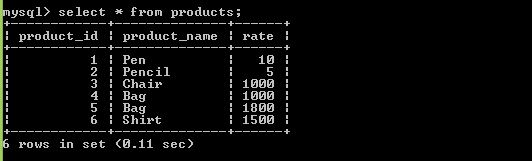 mysql> select * from products;
+------------+--------------+------+
| product_id | product_name | rate |
+------------+--------------+------+
|          1 | Pen          |   10 |
|          2 | Pencil       |    5 |
|          3 | Chair        | 1000 |
|          4 | Bag          | 1000 |
|          5 | Bag          | 1800 |
|          6 | Shirt        | 1500 |
+------------+--------------+------+
6 rows in set (0.11 sec)